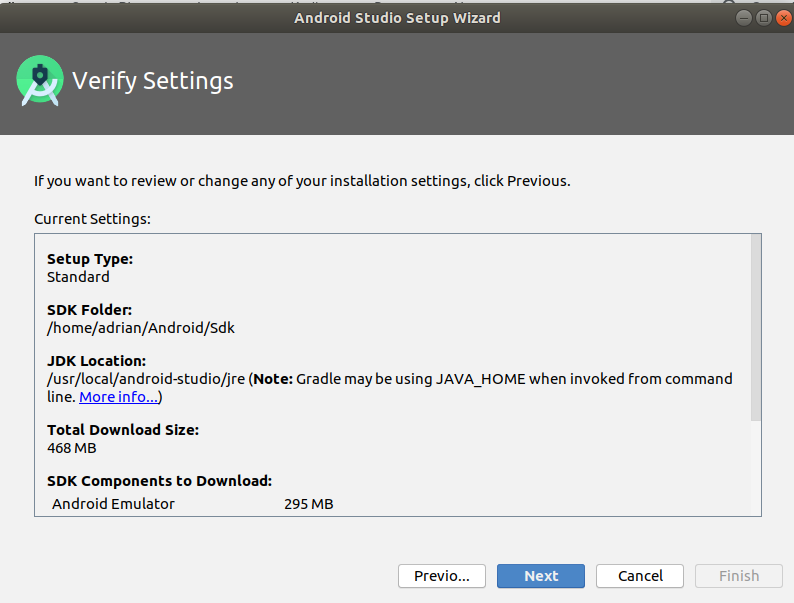 Android Studio Setup Wizard
Verify Settings
If you want to review or change any of your installation settings, click Previous.
Current Settings:
Setup Type:
Standard
SDK Folder:
/home/adrian/Android/Sdk
JDK Location:
/usr/local/android-studio/jre (Note: Gradle may be using JAVA_HOME when invoked from command
line. More info...)
Total Download Size:
468 MB
SDK Components to Download:
Android Emulator 295 MB
Previo... Next Cancel Finish